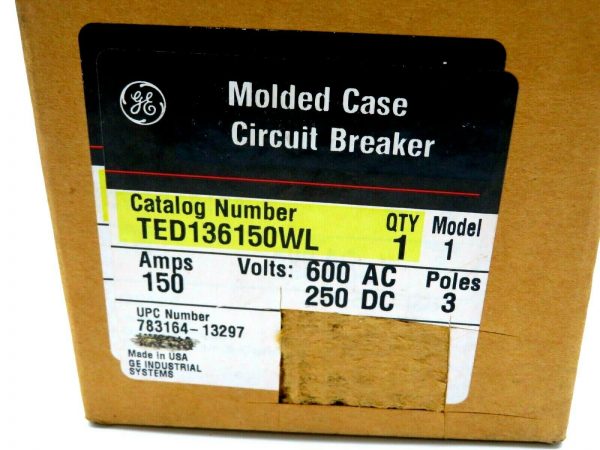 GE
Molded Case
Circuit Breaker
Catalog Number QTY Model
TED136150WL 1 1
Amps Volts: 600 AC Poles
150 250 DC 3
UPC Number
783164-13297
Made in USA
GE INDUSTRIAL
SYSTEMS